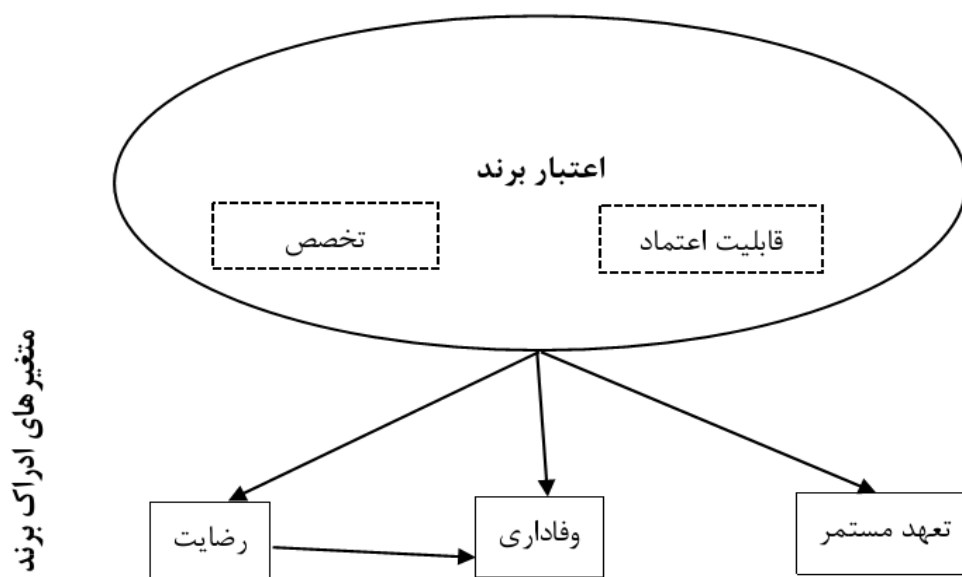 اعتبار برند
قابلیت اعتماد
تخصص
متغیرهای ادراک برند
تعهد مستمر
وفاداری
رضایت